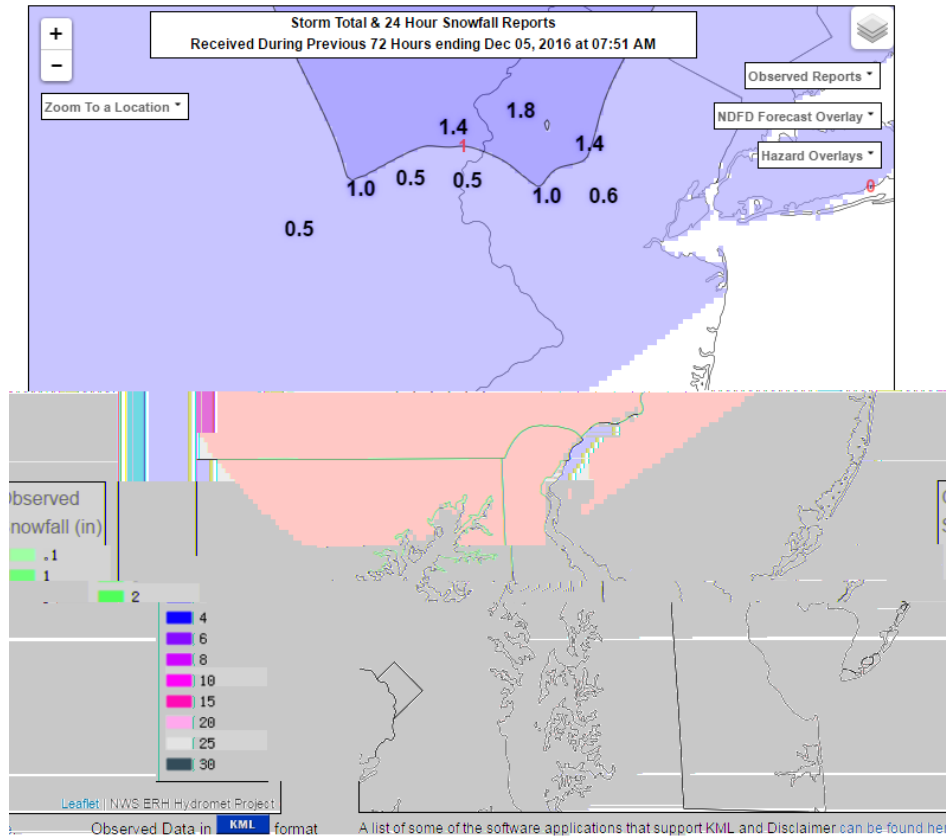 Storm Total & 24 Hour Snowfall Reports
Received During Previous 72 Hours ending Dec 05, 2016 at 07:51 AM
+
−
Zoom To a Location
Observed Reports
NDFD Forecast Overlay
Hazard Overlays
1.8
1.4
1
1.4
1.0
0.5
0.5
1.0
0.6
0
0.5
Observed
Snowfall (in)
.1
1
2
4
6
8
10
15
20
25
30
Leaflet | NWS ERH Hydromet Project
Observed Data in KML format
A list of some of the software applications that support KML and Disclaimer can be found he